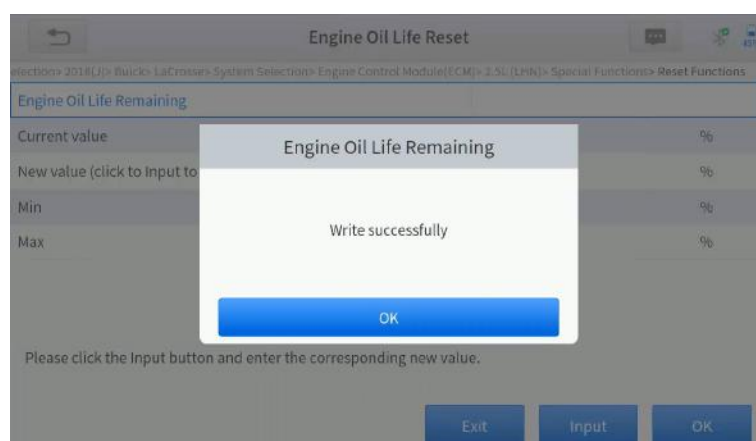 Engine Oil Life Reset
election> 2018(J)> Buick> LaCrosse> System Selection> Engine Control Module(ECM)> 2.5L (LHN)> Special Functions> Reset Functions
Engine Oil Life Remaining
Current value %
New value (click to Input to %
Min %
Max %
Engine Oil Life Remaining
Write successfully
OK
Please click the Input button and enter the corresponding new value.
Exit Input OK